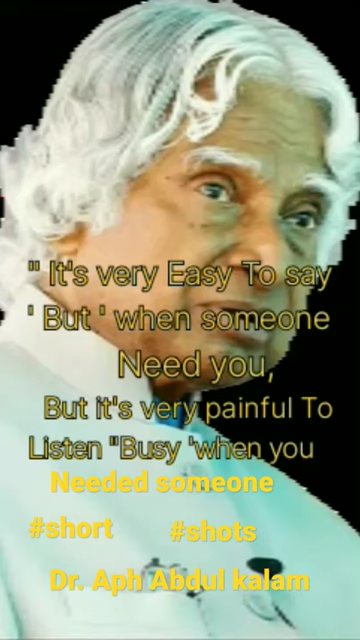 " It's very Easy To say
' But ' when someone
Need you,
But it's very painful To
Listen "Busy 'when you
Needed someone
#short #shots
Dr. Aph Abdul kalam